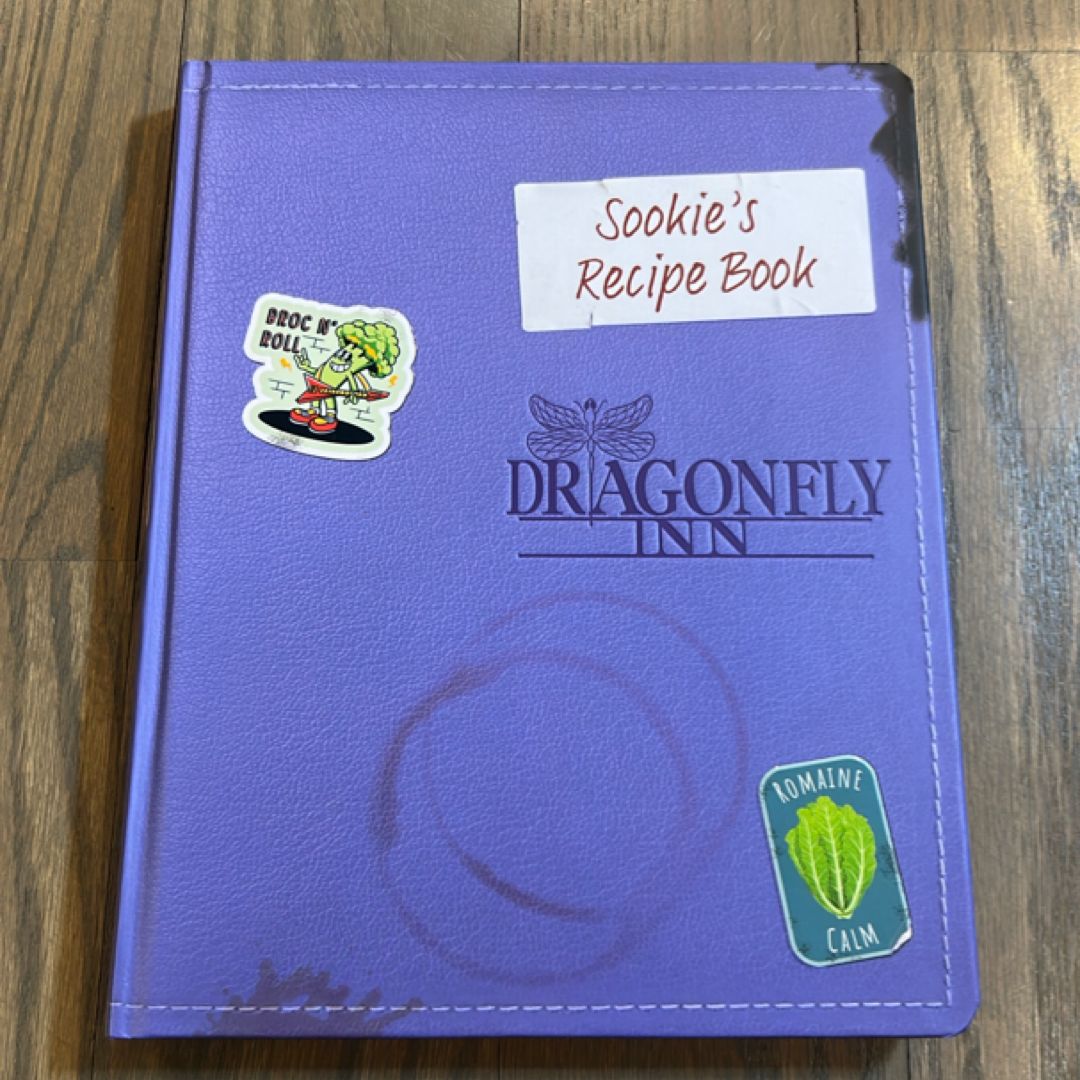 Sookie's
Recipe Book
BROC N'
ROLL
DRAGONFLY
INN
ROMAINE
CALM